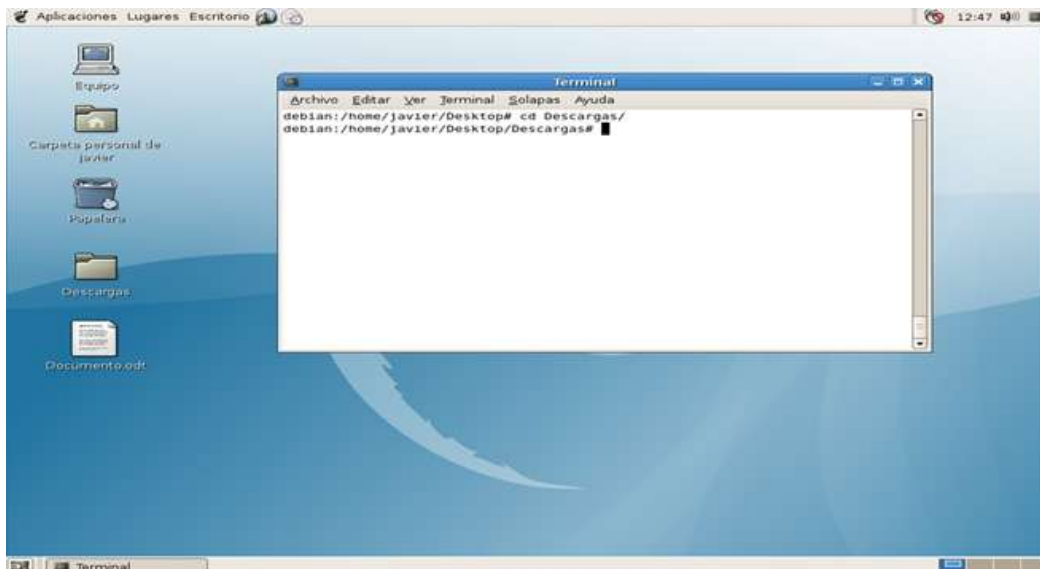 Aplicaciones Lugares Escritorio
12:47
Equipo
Carpeta personal de
javier
Papelera
Descargas
Documento.odt
Terminal
Archivo Editar Ver Terminal Solapas Ayuda
debian:/home/javier/Desktop# cd Descargas/
debian:/home/javier/Desktop/Descargas#
Terminal